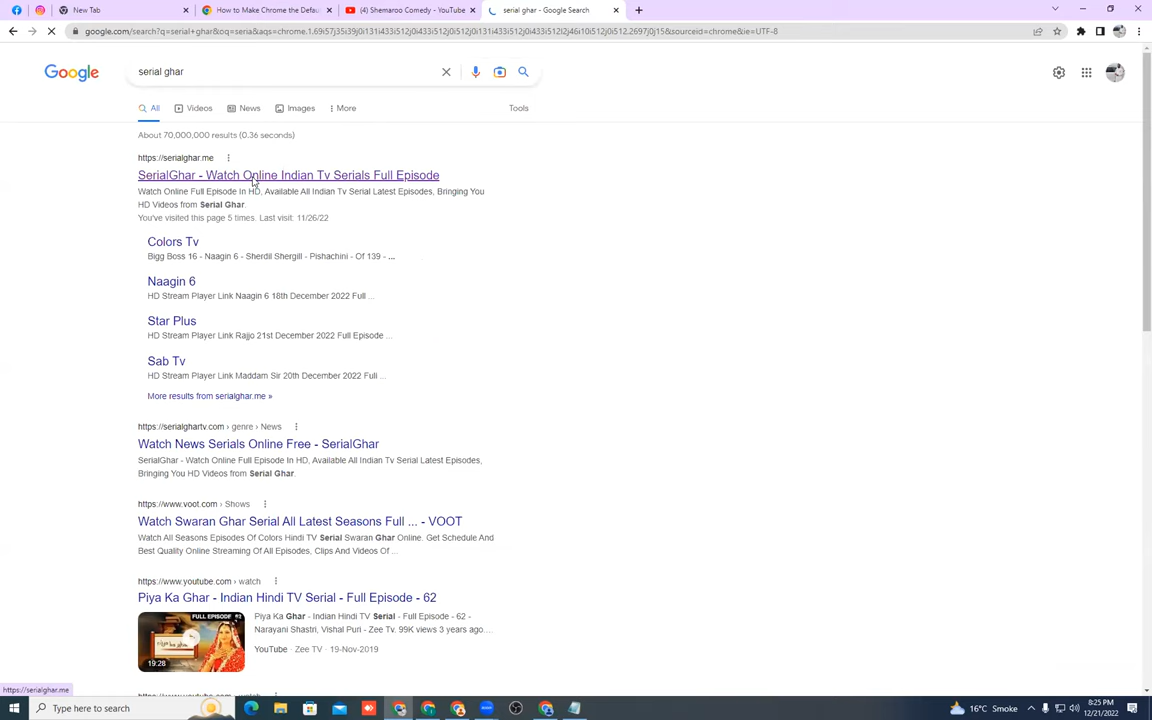 New Tab
How to Make Chrome the Defau
(4) Shemaroo Comedy - YouTube
serial ghar - Google Search
google.com/search?q=serial+ghar&oq=seria&aqs=chrome.1.69i57j35i39j0i131i433i512j0i433i512j0i131i433i512j0i433i512j0i131i433i512l2j46i10i512j0i512.2697j0j15&sourceid=chrome&ie=UTF-8
Google
serial ghar
All
Videos
News
Images
More
Tools
About 70,000,000 results (0.36 seconds)
https://serialghar.me
SerialGhar - Watch Online Indian Tv Serials Full Episode
Watch Online Full Episode In HD, Available All Indian Tv Serial Latest Episodes, Bringing You
HD Videos from Serial Ghar.
You've visited this page 5 times. Last visit: 11/26/22
Colors Tv
Bigg Boss 16 - Naagin 6 - Sherdil Shergill - Pishachini - Of 139 - ...
Naagin 6
HD Stream Player Link Naagin 6 18th December 2022 Full ...
Star Plus
HD Stream Player Link Rajjo 21st December 2022 Full Episode ...
Sab Tv
HD Stream Player Link Maddam Sir 20th December 2022 Full ...
More results from serialghar.me »
https://serialghartv.com › genre › News
Watch News Serials Online Free - SerialGhar
SerialGhar - Watch Online Full Episode In HD, Available All Indian Tv Serial Latest Episodes,
Bringing You HD Videos from Serial Ghar.
https://www.voot.com › Shows
Watch Swaran Ghar Serial All Latest Seasons Full ... - VOOT
Watch All Seasons Episodes Of Colors Hindi TV Serial Swaran Ghar Online. Get Schedule And
Best Quality Online Streaming Of All Episodes, Clips And Videos Of ...
https://www.youtube.com › watch
Piya Ka Ghar - Indian Hindi TV Serial - Full Episode - 62
FULL EPISODE 62
19:28
Piya Ka Ghar - Indian Hindi TV Serial - Full Episode - 62 -
Narayani Shastri, Vishal Puri - Zee Tv. 99K views 3 years ago....
YouTube · Zee TV · 19-Nov-2019
https://serialghar.me
Type here to search
16°C Smoke
8:25 PM
12/21/2022